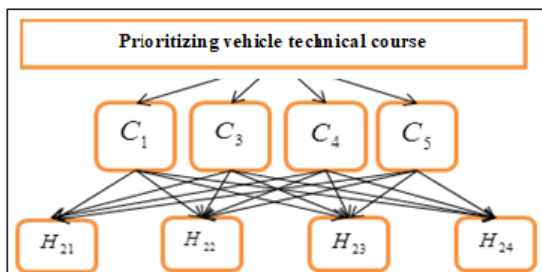 Prioritizing vehicle technical course
C1 C3 C4 C5
H21 H22 H23 H24